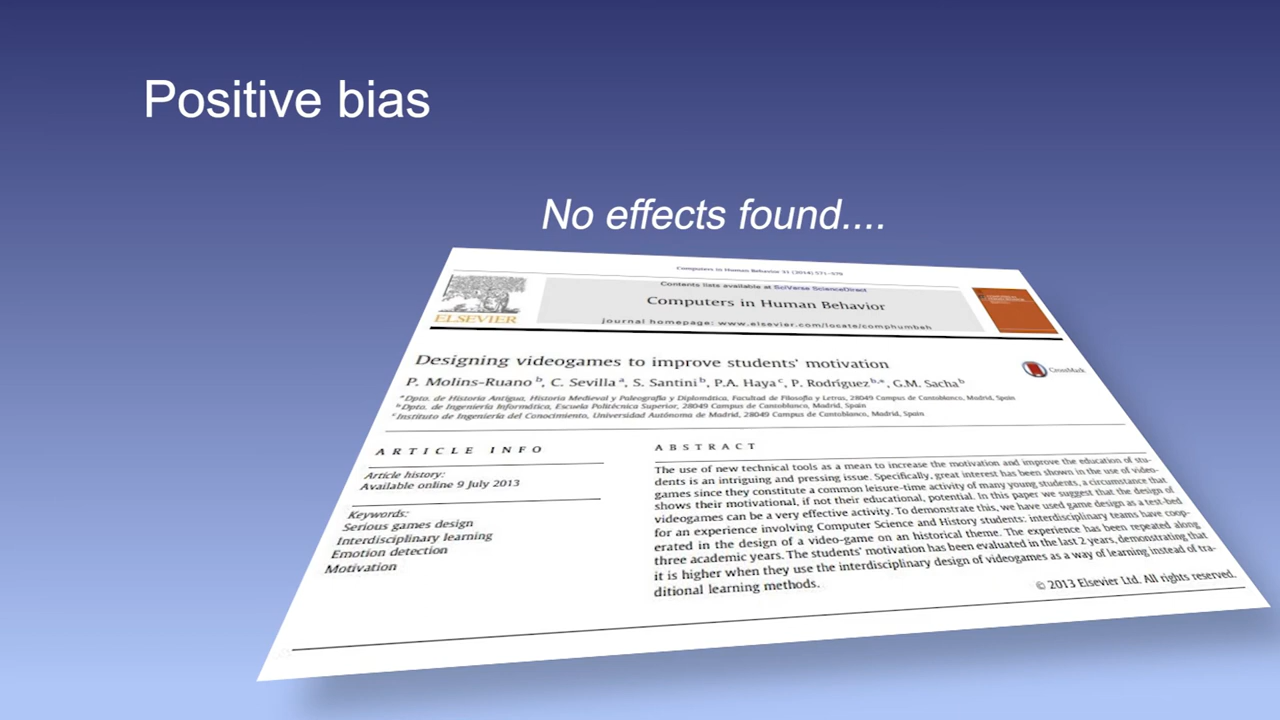 Positive bias
No effects found....
Computers in Human Behavior 31 (2014) 571–579
Contents lists available at SciVerse ScienceDirect
Computers in Human Behavior
journal homepage: www.elsevier.com/locate/comphumbeh
ELSEVIER
Designing videogames to improve students' motivation
CrossMark
P. Molins-Ruano b, C. Sevilla a, S. Santini b, P.A. Haya c, P. Rodríguez b,*, G.M. Sacha b
a Dpto. de Historia Antigua, Historia Medieval y Paleografía y Diplomática, Facultad de Filosofía y Letras, 28049 Campus de Cantoblanco, Madrid, Spain
b Dpto. de Ingeniería Informática, Escuela Politécnica Superior, 28049 Campus de Cantoblanco, Madrid, Spain
c Instituto de Ingeniería del Conocimiento, Universidad Autónoma de Madrid, 28049 Campus de Cantoblanco, Madrid, Spain
ARTICLE INFO
Article history:
Available online 9 July 2013
Keywords:
Serious games design
Interdisciplinary learning
Emotion detection
Motivation
ABSTRACT
The use of new technical tools as a mean to increase the motivation and improve the education of stu-
dents is an intriguing and pressing issue. Specifically, great interest has been shown in the use of video-
games since they constitute a common leisure-time activity of many young students, a circumstance that
shows their motivational, if not their educational, potential. In this paper we suggest that the design of
videogames can be a very effective activity. To demonstrate this, we have used game design as a test-bed
for an experience involving Computer Science and History students: interdisciplinary teams have coop-
erated in the design of a video-game on an historical theme. The experience has been repeated along
three academic years. The students' motivation has been evaluated in the last 2 years, demonstrating that
it is higher when they use the interdisciplinary design of videogames as a way of learning instead of tra-
ditional learning methods.
© 2013 Elsevier Ltd. All rights reserved.